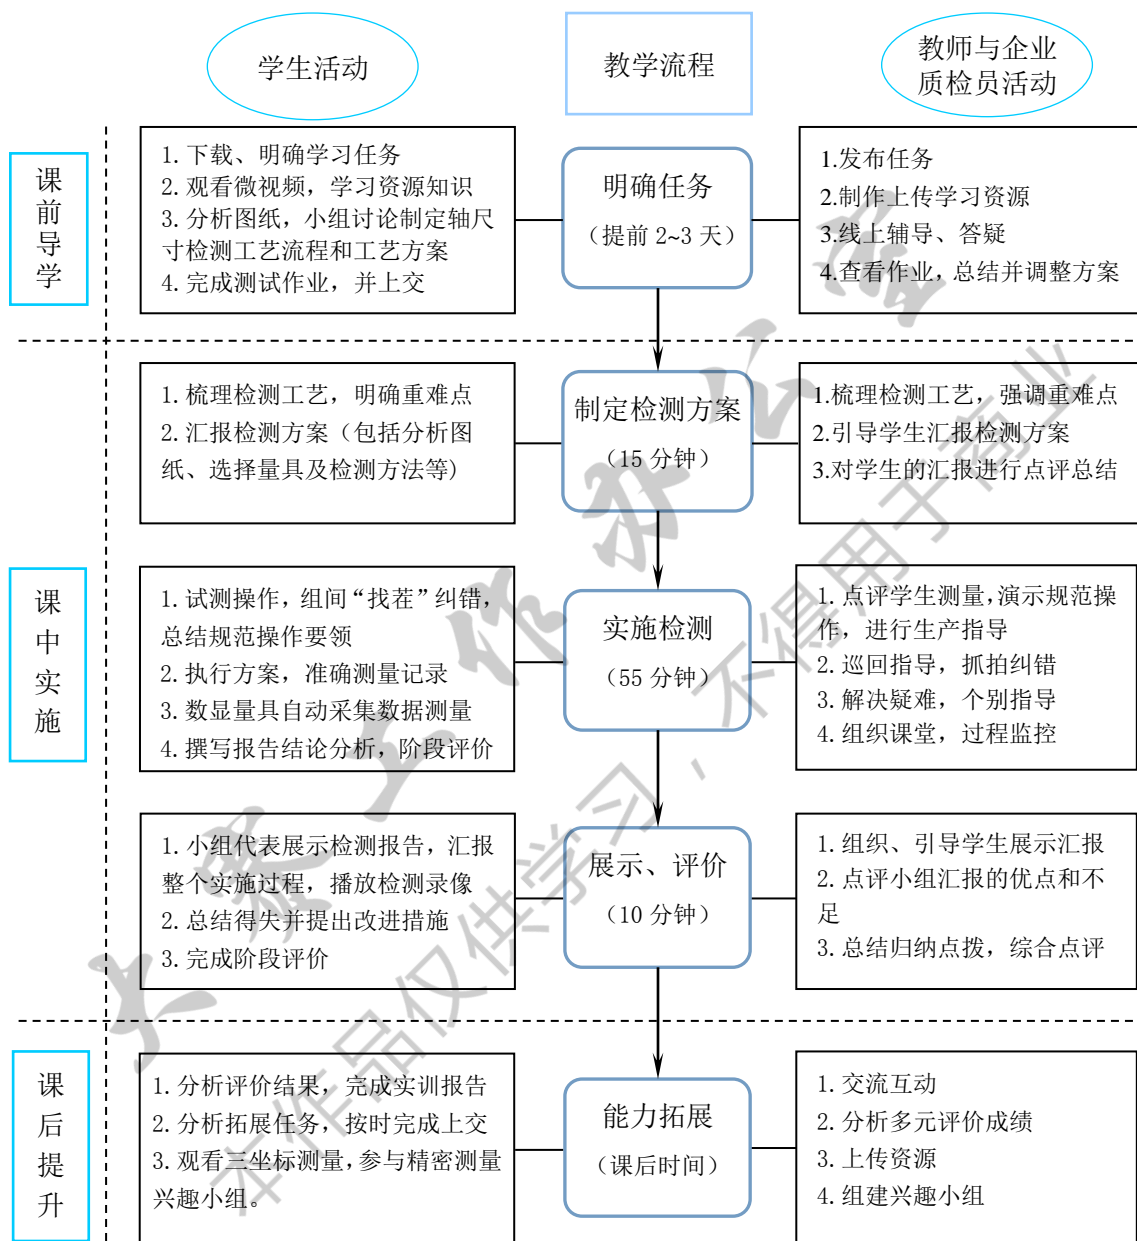 学生活动
教学流程
教师与企业
质检员活动
课前导学
1. 下载、明确学习任务
2. 观看微视频，学习资源知识
3. 分析图纸，小组讨论制定轴尺
寸检测工艺流程和工艺方案
4. 完成测试作业，并上交
明确任务
（提前 2~3 天）
1.发布任务
2.制作上传学习资源
3.线上辅导、答疑
4.查看作业，总结并调整方案
课中实施
1. 梳理检测工艺，明确重难点
2. 汇报检测方案（包括分析图
纸、选择量具及检测方法等)
制定检测方案
（15 分钟）
1.梳理检测工艺，强调重难点
2.引导学生汇报检测方案
3.对学生的汇报进行点评总结
1. 试测操作，组间“找茬”纠错，
总结规范操作要领
2. 执行方案，准确测量记录
3. 数显量具自动采集数据测量
4. 撰写报告结论分析，阶段评价
实施检测
（55 分钟）
1. 点评学生测量，演示规范操
作，进行生产指导
2. 巡回指导，抓拍纠错
3. 解决疑难，个别指导
4. 组织课堂，过程监控
1. 小组代表展示检测报告，汇报
整个实施过程，播放检测录像
2. 总结得失并提出改进措施
3. 完成阶段评价
展示、评价
（10 分钟）
1. 组织、引导学生展示汇报
2. 点评小组汇报的优点和不
足
3. 总结归纳点拨，综合点评
课后提升
1. 分析评价结果，完成实训报告
2. 分析拓展任务，按时完成上交
3. 观看三坐标测量，参与精密测量
兴趣小组。
能力拓展
（课后时间）
1. 交流互动
2. 分析多元评价成绩
3. 上传资源
4. 组建兴趣小组
大赛工作办公室
本作品仅供学习，不得用于商业